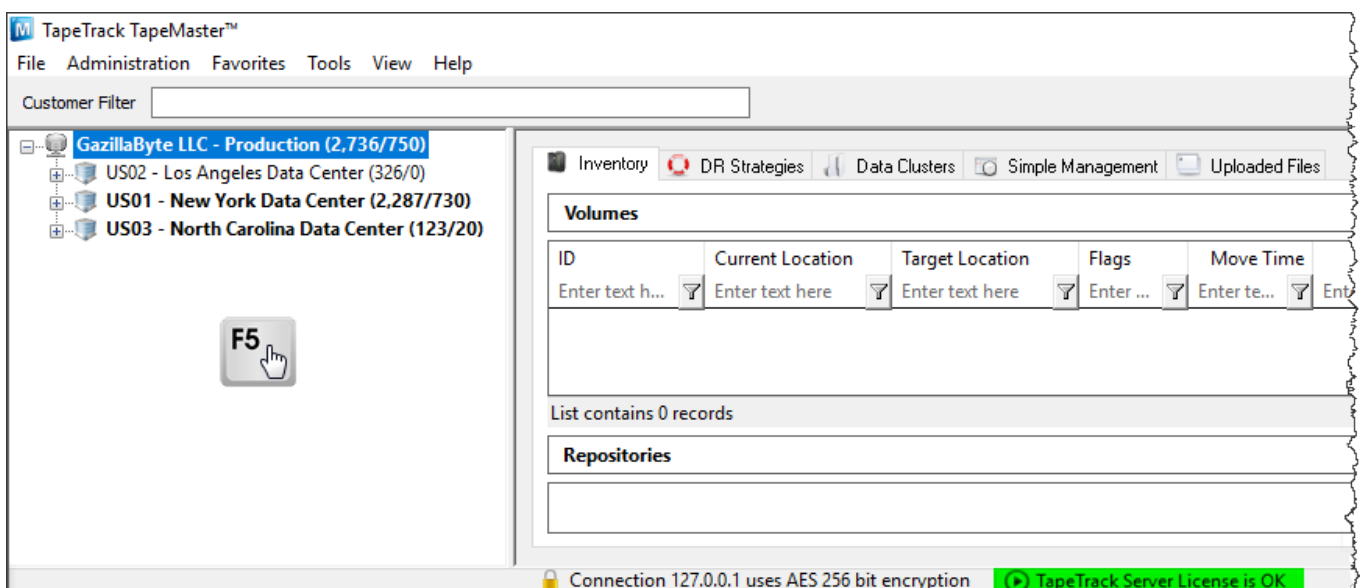 TapeTrack TapeMaster™
File Administration Favorites Tools View Help
Customer Filter
GazillaByte LLC - Production (2,736/750)
US02 - Los Angeles Data Center (326/0)
US01 - New York Data Center (2,287/730)
US03 - North Carolina Data Center (123/20)
F5
Inventory DR Strategies Data Clusters Simple Management Uploaded Files
Volumes
ID Current Location Target Location Flags Move Time
Enter text h... Enter text here Enter text here Enter ... Enter te... Ent
List contains 0 records
Repositories
Connection 127.0.0.1 uses AES 256 bit encryption TapeTrack Server License is OK